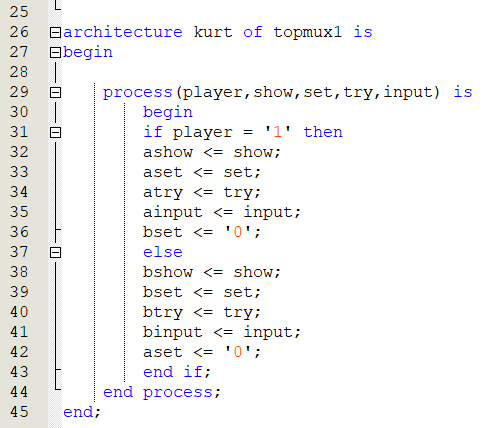 25
26 architecture kurt of topmux1 is
27 begin
28
29 process(player,show,set,try,input) is
30 begin
31 if player = '1' then
32 ashow <= show;
33 aset <= set;
34 atry <= try;
35 ainput <= input;
36 bset <= '0';
37 else
38 bshow <= show;
39 bset <= set;
40 btry <= try;
41 binput <= input;
42 aset <= '0';
43 end if;
44 end process;
45 end;